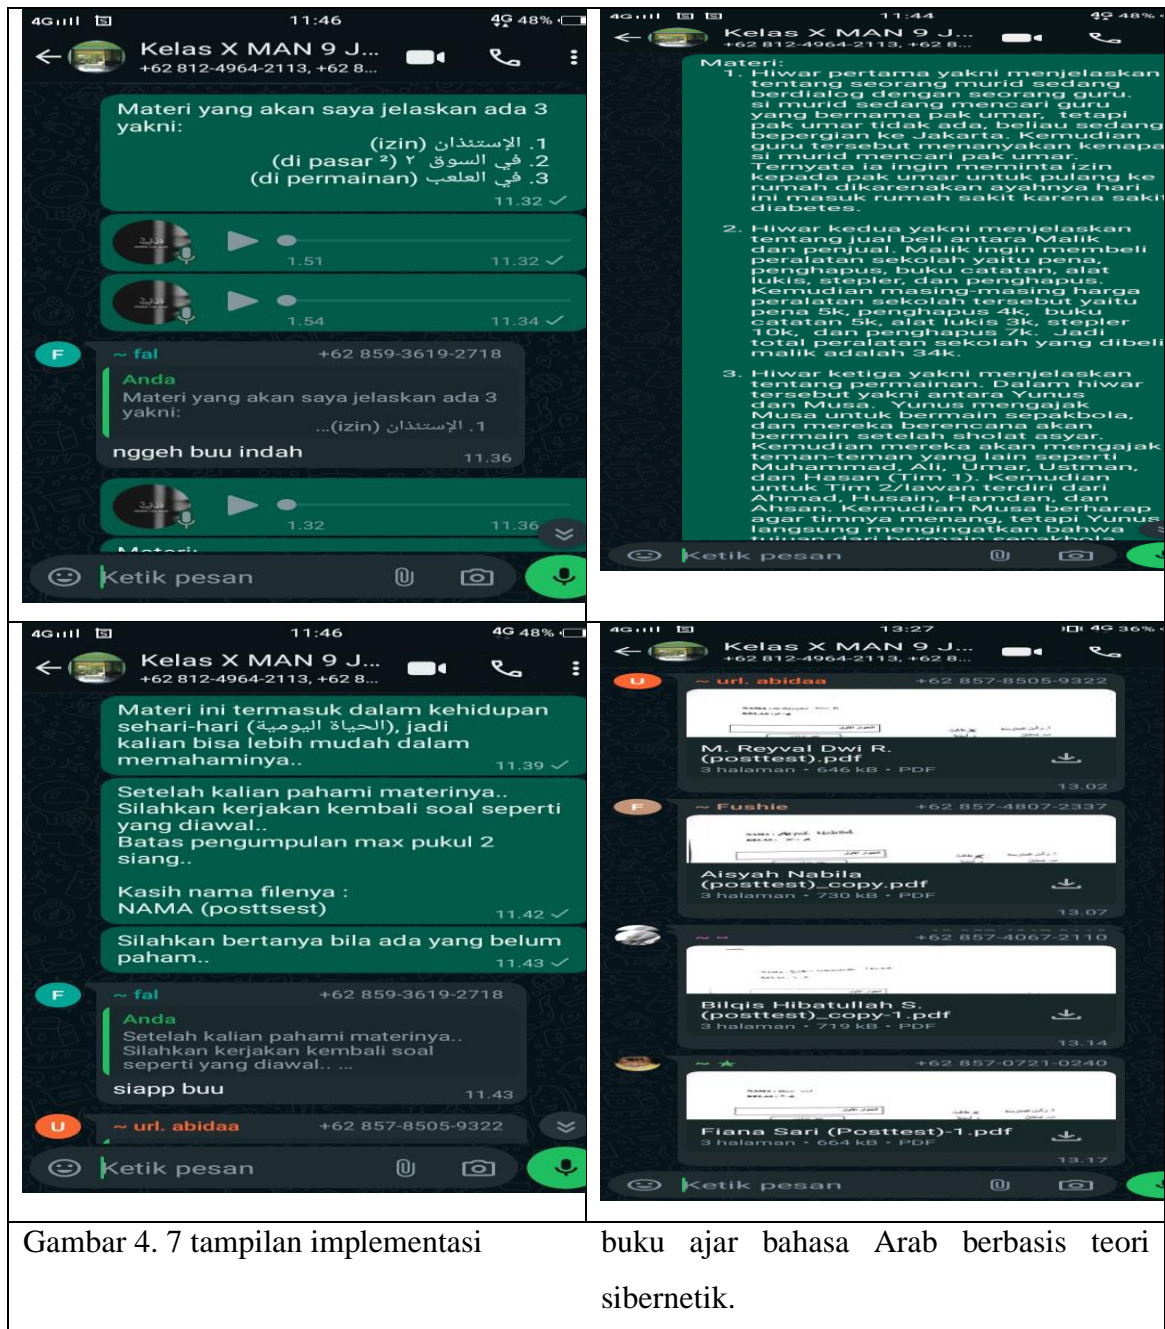 11:46
4G 48%
Kelas X MAN 9 J...
+62 812-4964-2113, +62 8...
Materi yang akan saya jelaskan ada 3
yakni:
1. الإستئذان (izin)
2. في السوق ٢ (di pasar ²)
3. في العلعب (di permainan)
11.32
1.51
11.32
1.54
11.34
F
~ fal
+62 859-3619-2718
Anda
Materi yang akan saya jelaskan ada 3
yakni:
1. الإستئذان (izin)...
nggeh buu indah
11.36
1.32
11.36
Materi:
Ketik pesan
11:44
4G 48%
Kelas X MAN 9 J...
+62 812-4964-2113, +62 8...
Materi:
1. Hiwar pertama yakni menjelaskan
tentang seorang murid sedang
berdialog dengan seorang guru.
si murid sedang mencari guru
yang bernama pak umar, tetapi
pak umar tidak ada, beliau sedang
bepergian ke Jakarta. Kemudian
guru tersebut menanyakan kenapa
si murid mencari pak umar.
Ternyata ia ingin meminta izin
kepada pak umar untuk pulang ke
rumah dikarenakan ayahnya hari
ini masuk rumah sakit karena sakit
diabetes.
2. Hiwar kedua yakni menjelaskan
tentang jual beli antara Malik
dan penjual. Malik ingin membeli
peralatan sekolah yaitu pena,
penghapus, buku catatan, alat
lukis, stepler, dan penghapus.
Kemudian masing-masing harga
peralatan sekolah tersebut yaitu
pena 5k, penghapus 4k, buku
catatan 5k, alat lukis 3k, stepler
10k, dan penghapus 7k. Jadi
total peralatan sekolah yang dibeli
malik adalah 34k.
3. Hiwar ketiga yakni menjelaskan
tentang permainan. Dalam hiwar
tersebut yakni antara Yunus
dan Musa. Yunus mengajak
Musa untuk bermain sepakbola,
dan mereka berencana akan
bermain setelah sholat asyar.
Kemudian mereka akan mengajak
teman-teman yang lain seperti
Muhammad, Ali, Umar, Ustman,
dan Hasan (Tim 1). Kemudian
untuk Tim 2/lawan terdiri dari
Ahmad, Husain, Hamdan, dan
Ahsan. Kemudian Musa berharap
agar timnya menang, tetapi Yunus
langsung mengingatkan bahwa
tujuan dari bermain sepakbola
Ketik pesan
11:46
4G 48%
Kelas X MAN 9 J...
+62 812-4964-2113, +62 8...
Materi ini termasuk dalam kehidupan
sehari-hari (الحياة اليومية), jadi
kalian bisa lebih mudah dalam
memahaminya..
11.39
Setelah kalian pahami materinya..
Silahkan kerjakan kembali soal seperti
yang diawal..
Batas pengumpulan max pukul 2
siang..
Kasih nama filenya :
NAMA (posttsest)
11.42
Silahkan bertanya bila ada yang belum
paham..
11.43
F
~ fal
+62 859-3619-2718
Anda
Setelah kalian pahami materinya..
Silahkan kerjakan kembali soal
seperti yang diawal.. ...
siapp buu
11.43
U
~ url. abidaa
+62 857-8505-9322
Ketik pesan
13:27
4G 36%
Kelas X MAN 9 J...
+62 812-4964-2113, +62 8...
U
~ url. abidaa
+62 857-8505-9322
M. Reyval Dwi R.
(posttest).pdf
3 halaman • 646 kB • PDF
13.02
F
~ Fushie
+62 857-4807-2337
Aisyah Nabila
(posttest)_copy.pdf
3 halaman • 730 kB • PDF
13.07
+62 857-4067-2110
Bilqis Hibatullah S.
(posttest)_copy-1.pdf
3 halaman • 719 kB • PDF
13.14
+62 857-0721-0240
Fiana Sari (Posttest)-1.pdf
3 halaman • 664 kB • PDF
13.17
Ketik pesan
Gambar 4. 7 tampilan implementasi
buku ajar bahasa Arab berbasis teori
sibernetik.